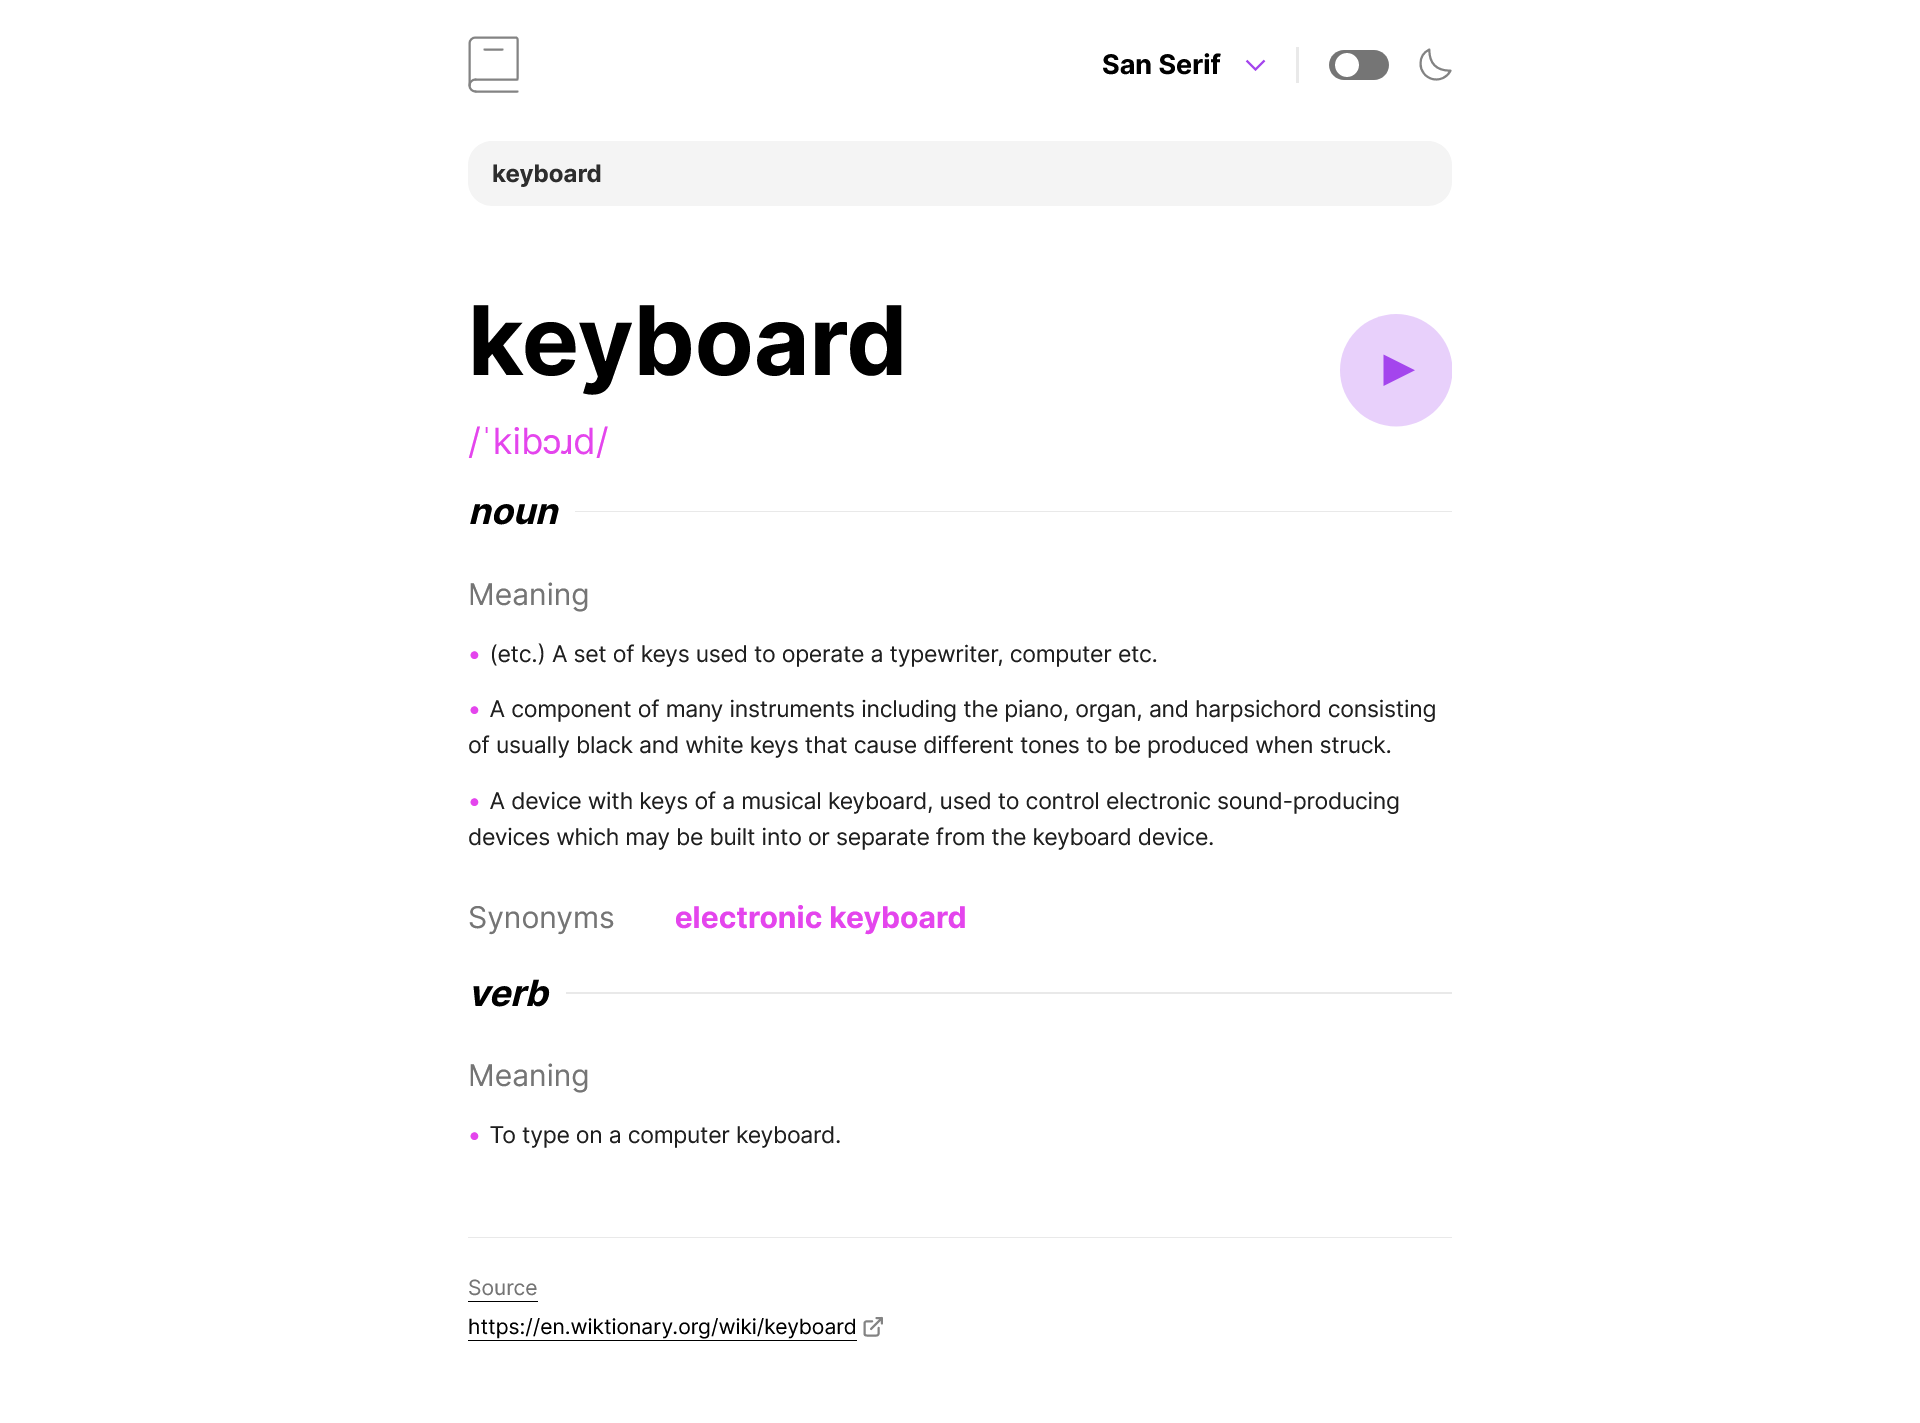 San Serif
keyboard
keyboard
/ˈkibɔɹd/
noun
Meaning
• (etc.) A set of keys used to operate a typewriter, computer etc.
• A component of many instruments including the piano, organ, and harpsichord consisting
of usually black and white keys that cause different tones to be produced when struck.
• A device with keys of a musical keyboard, used to control electronic sound-producing
devices which may be built into or separate from the keyboard device.
Synonyms electronic keyboard
verb
Meaning
• To type on a computer keyboard.
Source
https://en.wiktionary.org/wiki/keyboard